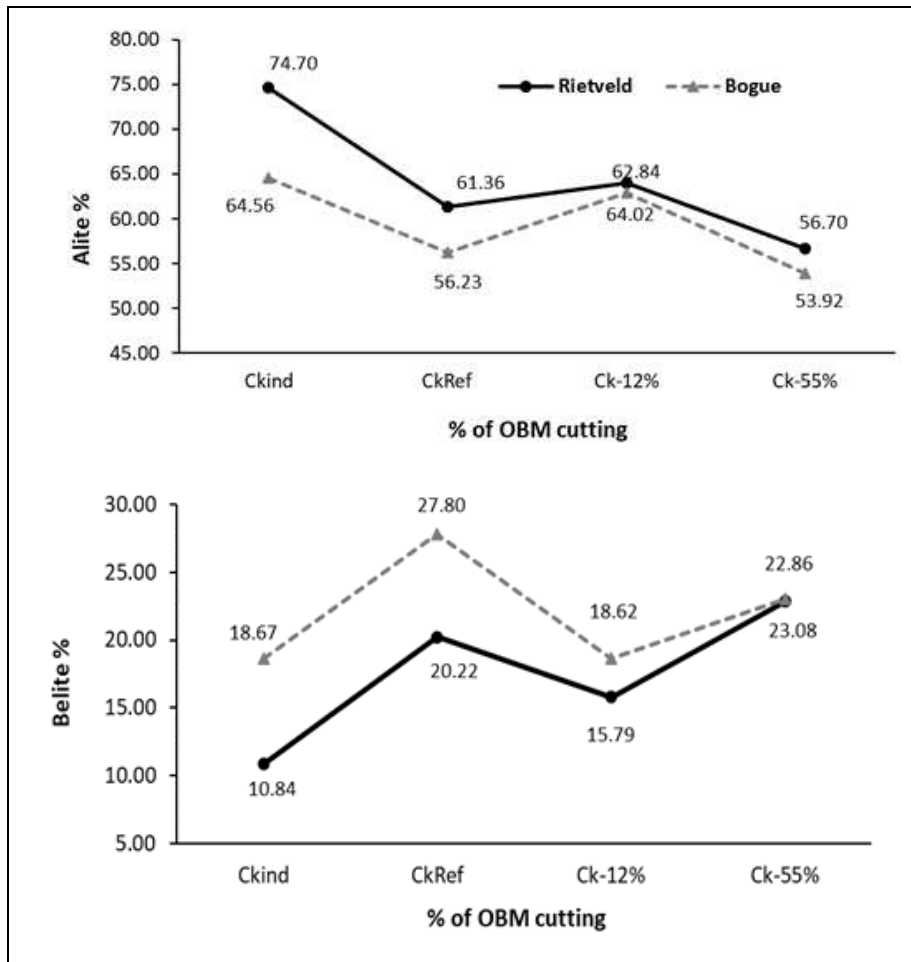 80.00
75.00
70.00
65.00
60.00
55.00
50.00
45.00
Alite %
74.70
61.36
62.84
56.70
64.56
56.23
64.02
53.92
Rietveld
Bogue
Ckind
CkRef
Ck-12%
Ck-55%
% of OBM cutting
30.00
25.00
20.00
15.00
10.00
5.00
Belite %
27.80
18.67
18.62
22.86
20.22
23.08
15.79
10.84
Ckind
CkRef
Ck-12%
Ck-55%
% of OBM cutting